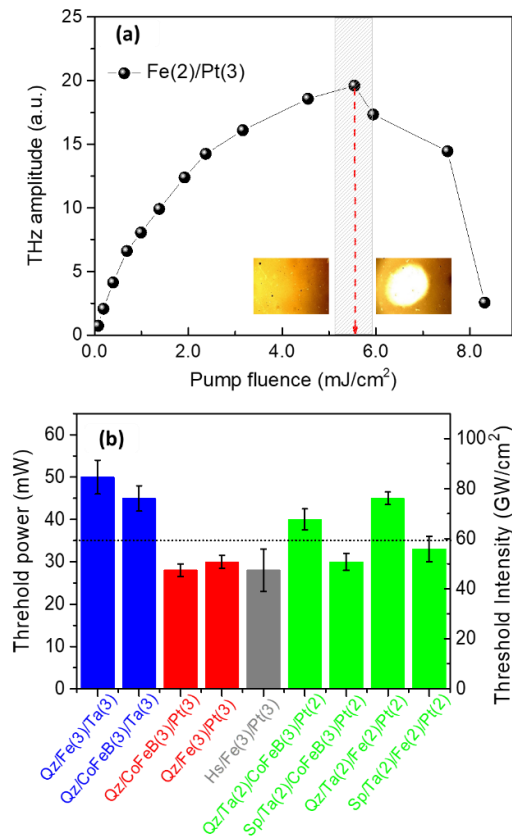 (a)
Fe(2)/Pt(3)
THz amplitude (a.u.)
25
20
15
10
5
0
0.0 2.0 4.0 6.0 8.0
Pump fluence (mJ/cm²)
(b)
Threhold power (mW)
60
50
40
30
20
10
0
Threshold Intensity (GW/cm²)
100
80
60
40
20
0
Qz/Fe(3)/Ta(3)
Qz/CoFeB(3)/Ta(3)
Qz/CoFeB(3)/Pt(3)
Qz/Fe(3)/Pt(3)
Hs/Fe(3)/Pt(3)
Qz/Ta(2)/CoFeB(3)/Pt(2)
Sp/Ta(2)/CoFeB(3)/Pt(2)
Qz/Ta(2)/Fe(2)/Pt(2)
Sp/Ta(2)/Fe(2)/Pt(2)